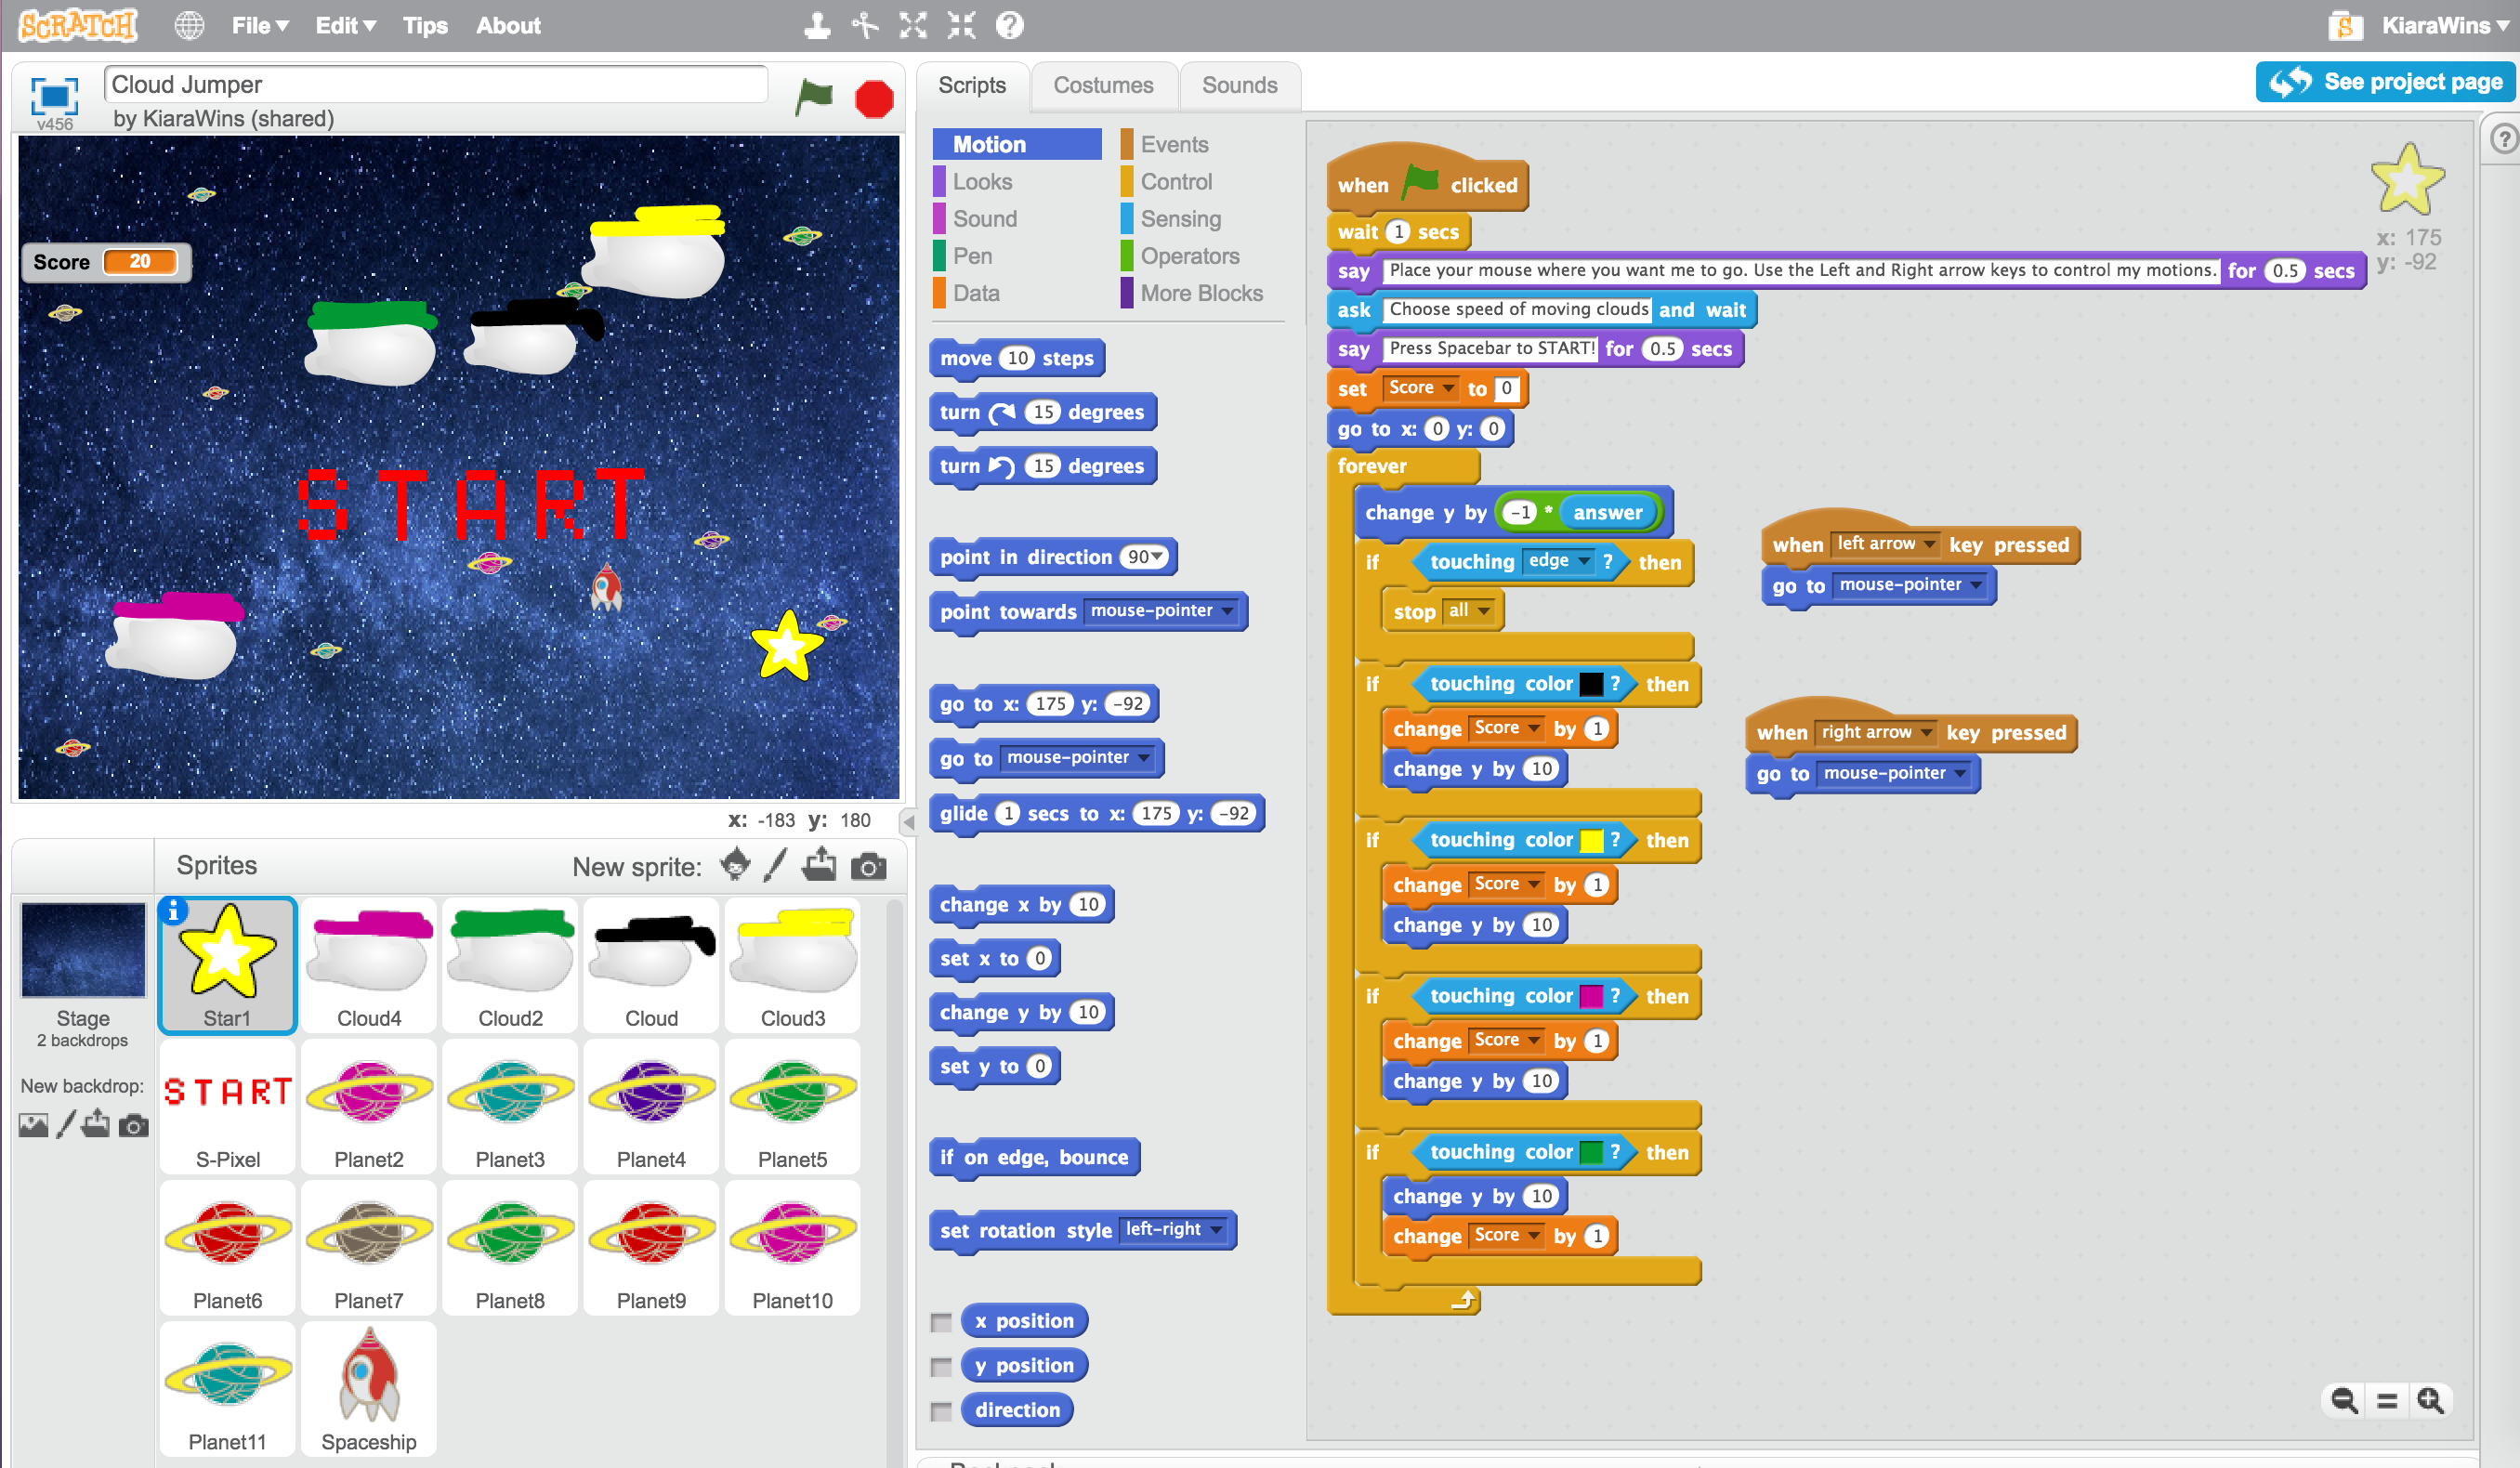 SCRATCH File Edit Tips About KiaraWins
See project page
v456
Cloud Jumper
by KiaraWins (shared)
Score 20
START
x: -183 y: 180
Sprites New sprite:
Stage
2 backdrops
New backdrop:
Star1 Cloud4 Cloud2 Cloud Cloud3
START
S-Pixel Planet2 Planet3 Planet4 Planet5
Planet6 Planet7 Planet8 Planet9 Planet10
Planet11 Spaceship
Scripts Costumes Sounds
Motion Events
Looks Control
Sound Sensing
Pen Operators
Data More Blocks
move 10 steps
turn 15 degrees
turn 15 degrees
point in direction 90
point towards mouse-pointer
go to x: 175 y: -92
go to mouse-pointer
glide 1 secs to x: 175 y: -92
change x by 10
set x to 0
change y by 10
set y to 0
if on edge, bounce
set rotation style left-right
x position
y position
direction
when clicked
wait 1 secs
say Place your mouse where you want me to go. Use the Left and Right arrow keys to control my motions. for 0.5 secs
ask Choose speed of moving clouds and wait
say Press Spacebar to START! for 0.5 secs
set Score to 0
go to x: 0 y: 0
forever
change y by -1 * answer
if touching edge ? then
stop all
if touching color ? then
change Score by 1
change y by 10
if touching color ? then
change Score by 1
change y by 10
if touching color ? then
change Score by 1
change y by 10
if touching color ? then
change y by 10
change Score by 1
when left arrow key pressed
go to mouse-pointer
when right arrow key pressed
go to mouse-pointer
x: 175
y: -92